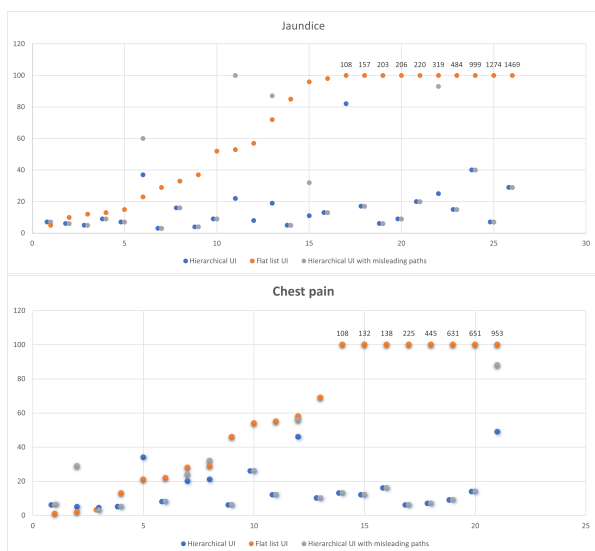 Jaundice
120
108 157 203 206 220 319 484 999 1274 1469
100
80
60
40
20
0
0 5 10 15 20 25 30
Hierarchical UI Flat list UI Hierarchical UI with misleading paths
Chest pain
120
108 132 138 225 445 631 651 953
100
80
60
40
20
0
0 5 10 15 20 25
Hierarchical UI Flat list UI Hierarchical UI with misleading paths